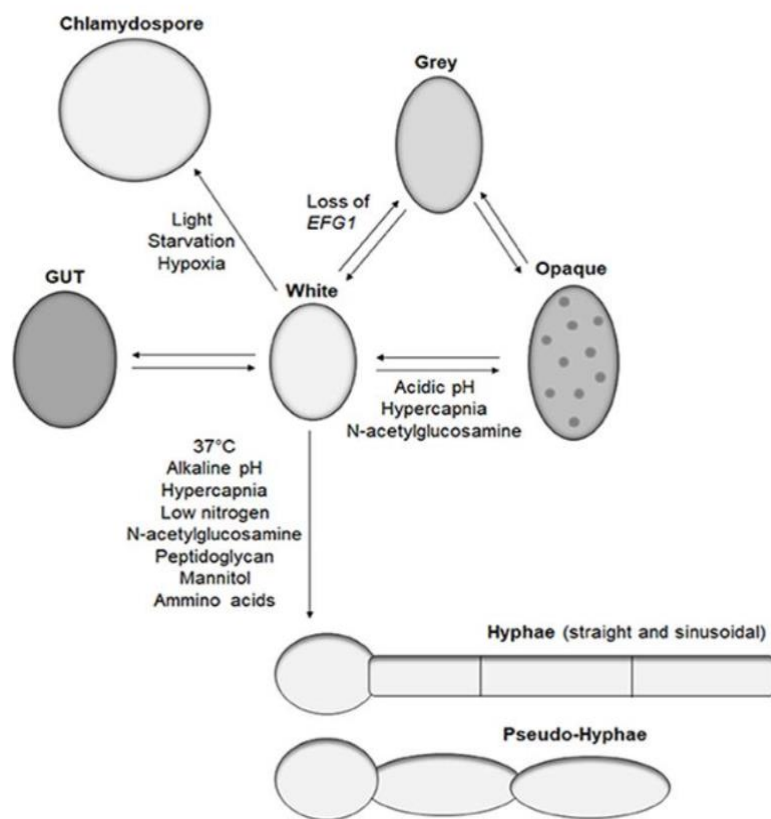 Chlamydospore
Grey
Light
Starvation
Hypoxia
Loss of
EFG1
GUT
White
Opaque
Acidic pH
Hypercapnia
N-acetylglucosamine
37°C
Alkaline pH
Hypercapnia
Low nitrogen
N-acetylglucosamine
Peptidoglycan
Mannitol
Ammino acids
Hyphae (straight and sinusoidal)
Pseudo-Hyphae